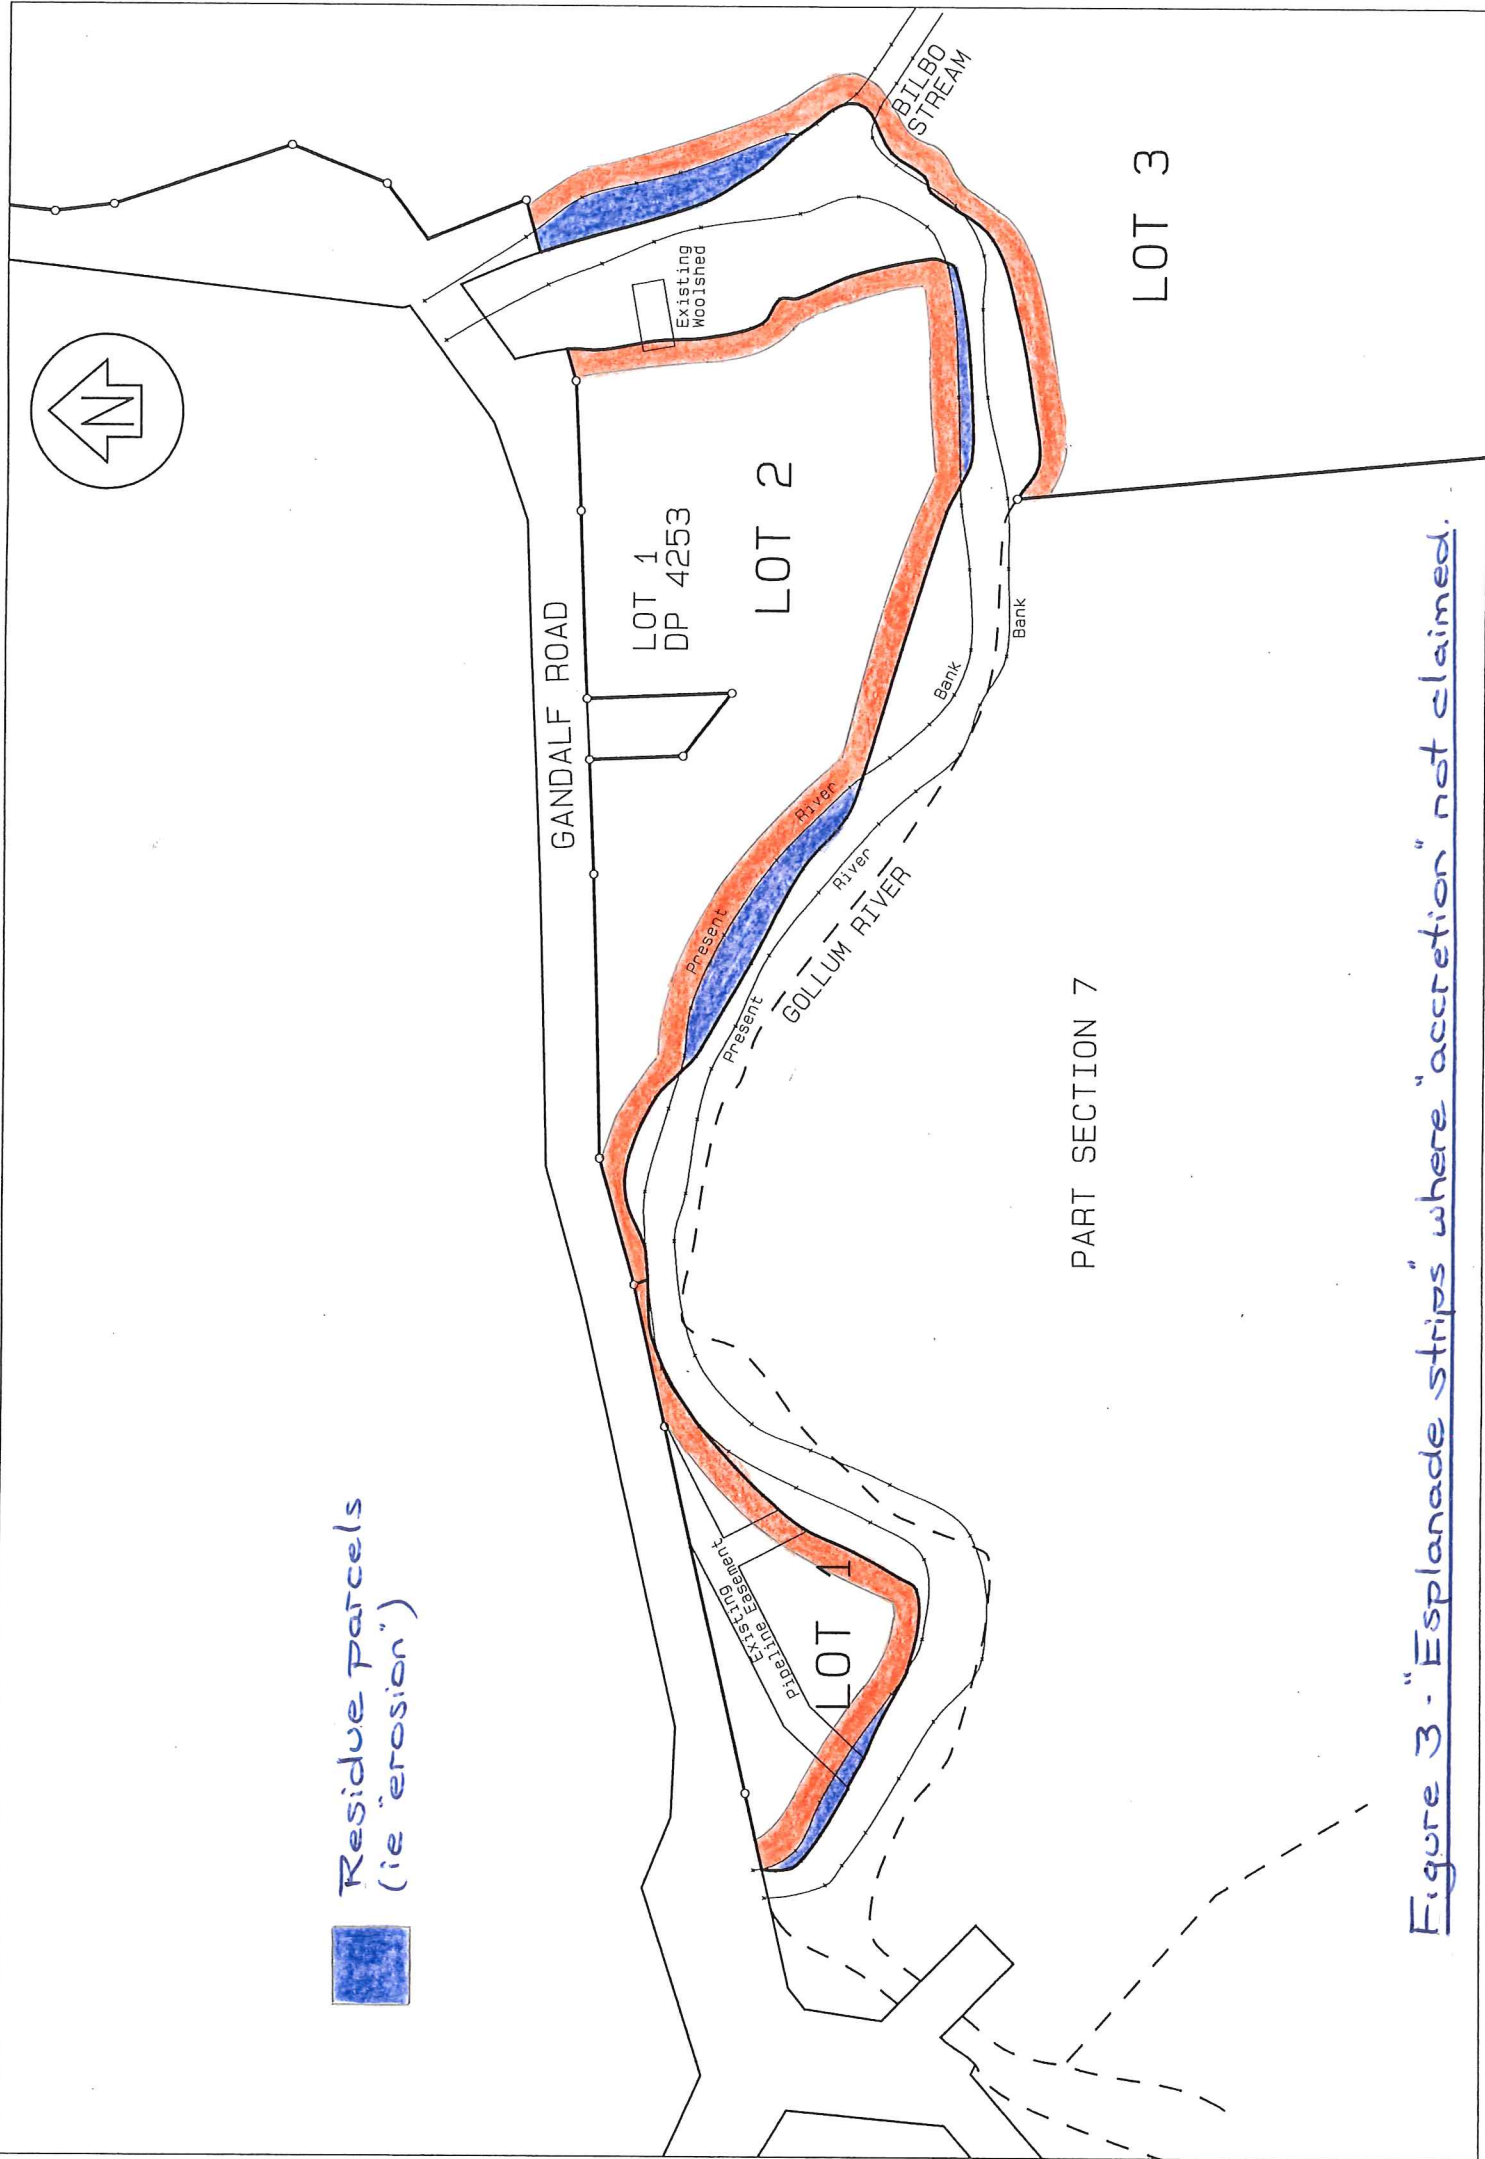 Residue parcels
(ie "erosion")
N
GANDALF ROAD
LOT 1
DP 4253
LOT 2
Existing
Woolshed
BILBO
STREAM
LOT 3
Existing
Pipeline Easement
LOT 1
Present
River
Bank
Present
River
Bank
GOLLUM RIVER
PART SECTION 7
Figure 3 - "Esplanade strips" where "accretion" not claimed.